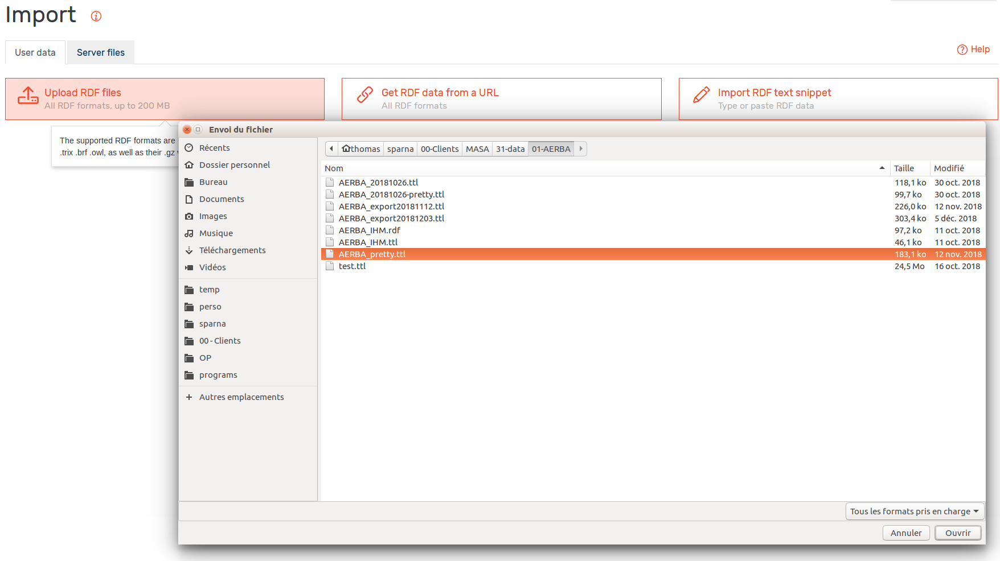 Import
User data
Server files
Help
Upload RDF files
All RDF formats, up to 200 MB
Get RDF data from a URL
All RDF formats
Import RDF text snippet
Type or paste RDF data
The supported RDF formats are
.trix .brf .owl, as well as their .gz
Envoi du fichier
Récents
Dossier personnel
Bureau
Documents
Images
Musique
Téléchargements
Vidéos
temp
perso
sparna
00 - Clients
OP
programs
Autres emplacements
thomas sparna 00-Clients MASA 31-data 01-AERBA
Nom Taille Modifié
AERBA_20181026.ttl 118,1 ko 30 oct. 2018
AERBA_20181026-pretty.ttl 99,7 ko 30 oct. 2018
AERBA_export20181112.ttl 226,0 ko 12 nov. 2018
AERBA_export20181203.ttl 303,4 ko 5 déc. 2018
AERBA_IHM.rdf 97,2 ko 11 oct. 2018
AERBA_IHM.ttl 46,1 ko 11 oct. 2018
AERBA_pretty.ttl 183,1 ko 12 nov. 2018
test.ttl 24,5 Mo 16 oct. 2018
Tous les formats pris en charge
Annuler
Ouvrir